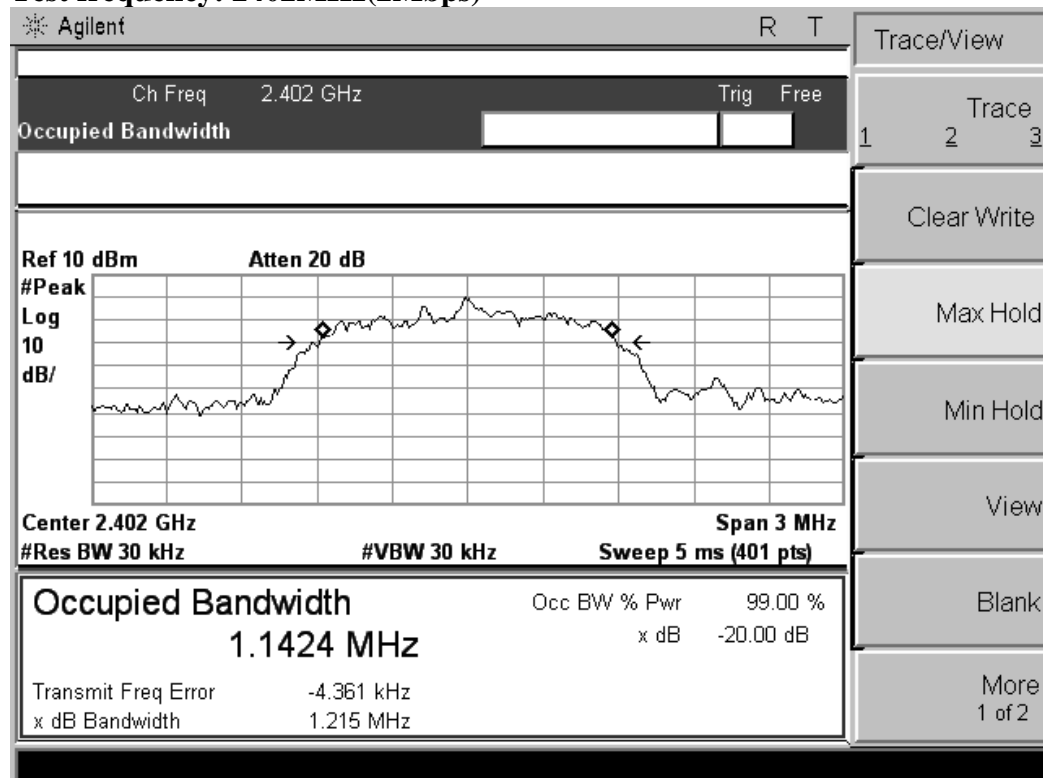 Test frequency: 2402MHz(2Mbps)
Agilent R T
Trace/View
Ch Freq 2.402 GHz Trig Free
Occupied Bandwidth
Trace
1 2 3
Clear Write
Ref 10 dBm Atten 20 dB
#Peak
Log
10
dB/
Max Hold
Min Hold
View
Center 2.402 GHz Span 3 MHz
#Res BW 30 kHz #VBW 30 kHz Sweep 5 ms (401 pts)
Occupied Bandwidth Occ BW % Pwr 99.00 %
1.1424 MHz x dB -20.00 dB
Blank
Transmit Freq Error -4.361 kHz
x dB Bandwidth 1.215 MHz
More
1 of 2